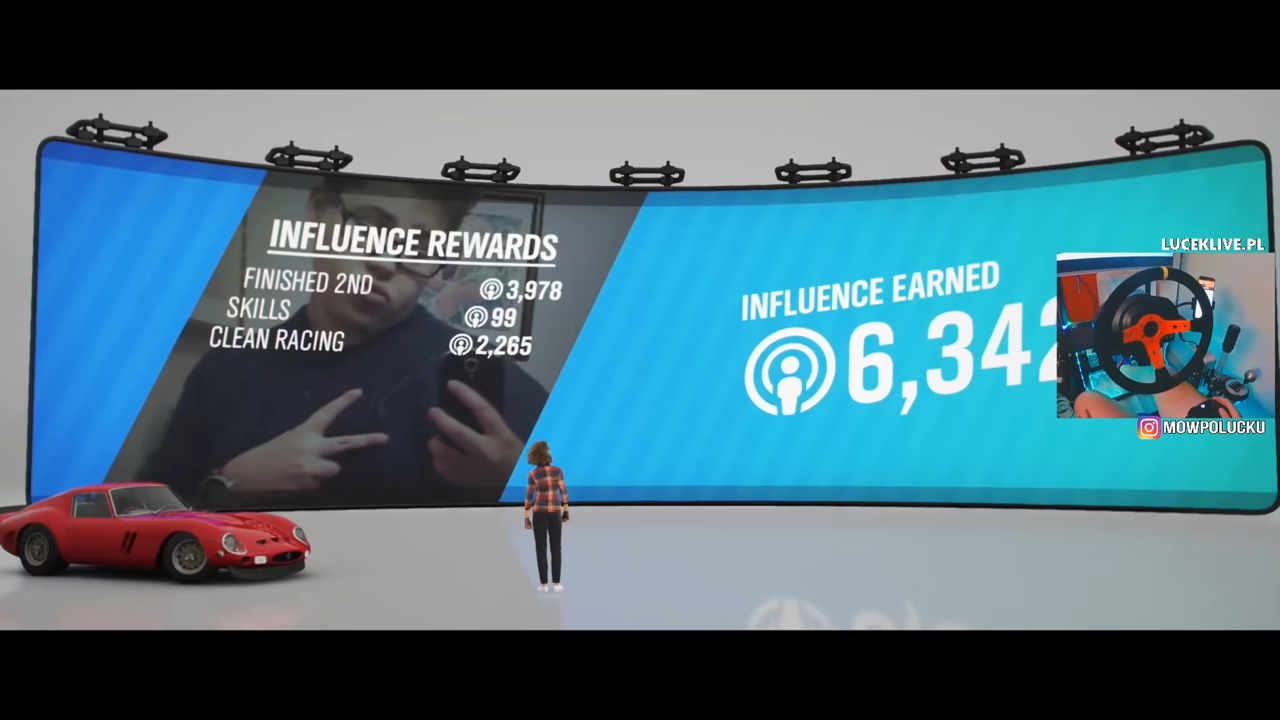 INFLUENCE REWARDS
FINISHED 2ND 3,978
SKILLS 99
CLEAN RACING 2,265
INFLUENCE EARNED
6,342
LUCEKLIVE.PL
MOWPOLUCKU